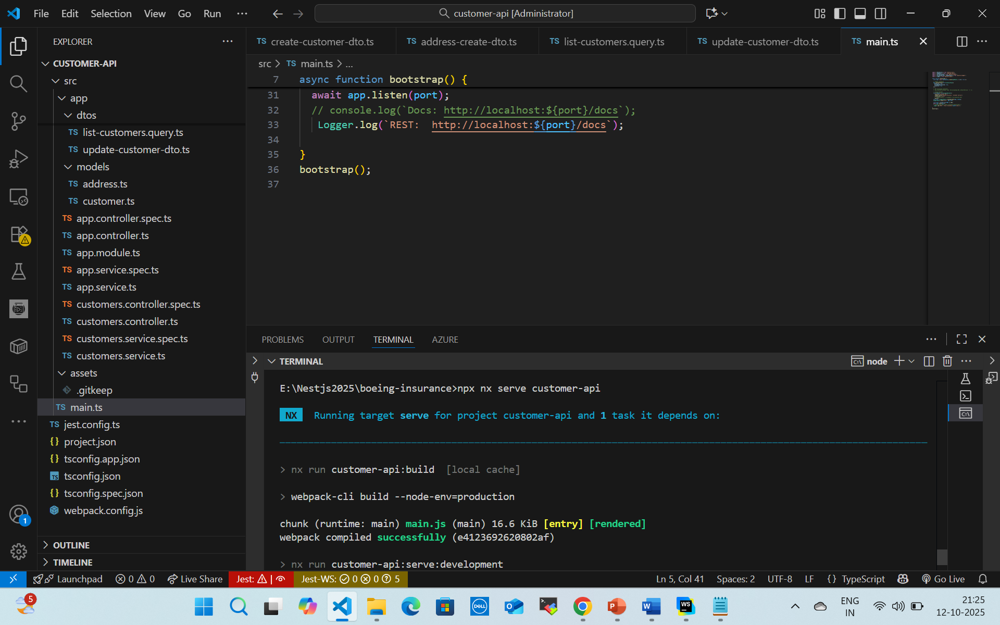 File Edit Selection View Go Run ...
customer-api [Administrator]
EXPLORER
CUSTOMER-API
src
app
dtos
TS list-customers.query.ts
TS update-customer-dto.ts
models
TS address.ts
TS customer.ts
TS app.controller.spec.ts
TS app.controller.ts
TS app.module.ts
TS app.service.spec.ts
TS app.service.ts
TS customers.controller.spec.ts
TS customers.controller.ts
TS customers.service.spec.ts
TS customers.service.ts
assets
.gitkeep
TS main.ts
TS jest.config.ts
{} project.json
{} tsconfig.app.json
TS tsconfig.json
{} tsconfig.spec.json
webpack.config.js
OUTLINE
TIMELINE
1
TS create-customer-dto.ts
TS address-create-dto.ts
TS list-customers.query.ts
TS update-customer-dto.ts
TS main.ts
src > TS main.ts > ...
7 async function bootstrap() {
31 await app.listen(port);
32 // console.log(`Docs: http://localhost:${port}/docs`);
33 Logger.log(`REST:  http://localhost:${port}/docs`);
34
35 }
36 bootstrap();
37
PROBLEMS OUTPUT TERMINAL AZURE
TERMINAL
node
E:\Nestjs2025\boeing-insurance>npx nx serve customer-api
NX Running target serve for project customer-api and 1 task it depends on:
> nx run customer-api:build [local cache]
> webpack-cli build --node-env=production
chunk (runtime: main) main.js (main) 16.6 KiB [entry] [rendered]
webpack compiled successfully (e4123692620802af)
> nx run customer-api:serve:development
Launchpad 0 0 Live Share Jest: | Jest-WS: 0 0 5
Ln 5, Col 41 Spaces: 2 UTF-8 LF {} TypeScript Go Live
5
DELL
WS
ENG
IN
21:25
12-10-2025